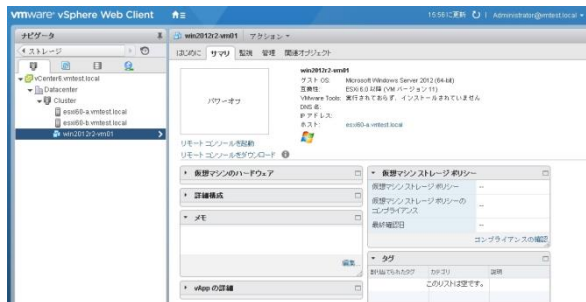 vmware vSphere Web Client
16:56に更新 Administrator@vmtest.local
ナビゲータ
ストレージ
vCenter6.vmtest.local
Datacenter
Cluster
esxi60-a.vmtest.local
esxi60-b.vmtest.local
win2012r2-vm01
win2012r2-vm01 アクション
はじめに サマリ 監視 管理 関連オブジェクト
パワーオフ
win2012r2-vm01
ゲスト OS: Microsoft Windows Server 2012 (64-bit)
互換性: ESXi 6.0 以降 (VM バージョン 11)
VMware Tools: 実行されておらず、インストールされていません
DNS 名:
IP アドレス:
ホスト: esxi60-a.vmtest.local
リモート コンソールを起動
リモート コンソールをダウンロード
仮想マシンのハードウェア
詳細構成
メモ
編集...
vApp の詳細
仮想マシン ストレージ ポリシー
仮想マシン ストレージ ポリシー --
仮想マシン ストレージ ポリシーのコンプライアンス --
最終確認日 --
コンプライアンスの確認
タグ
割り当てられたタグ カテゴリ 説明
このリストは空です。